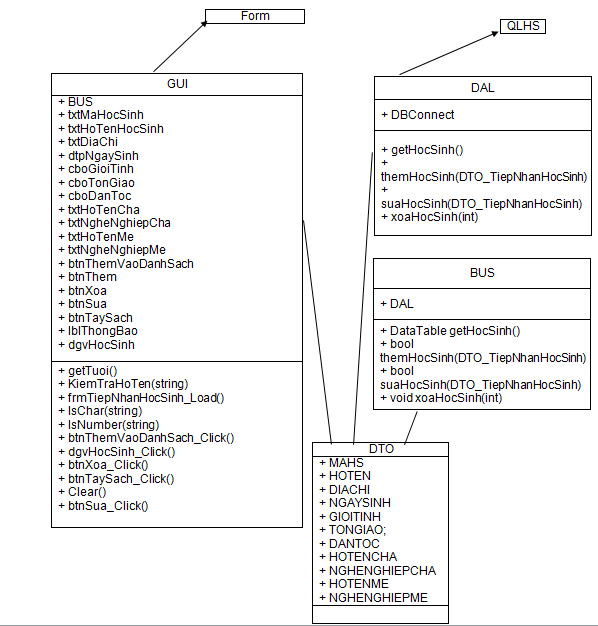 Form
QLHS
GUI
+ BUS
+ txtMaHocSinh
+ txtHoTenHocSinh
+ txtDiaChi
+ dtpNgaySinh
+ cboGioiTinh
+ cboTonGiao
+ cboDanToc
+ txtHoTenCha
+ txtNgheNghiepCha
+ txtHoTenMe
+ txtNgheNghiepMe
+ btnThemVaoDanhSach
+ btnThem
+ btnXoa
+ btnSua
+ btnTaySach
+ lblThongBao
+ dgvHocSinh
+ getTuoi()
+ KiemTraHoTen(string)
+ frmTiepNhanHocSinh_Load()
+ IsChar(string)
+ IsNumber(string)
+ btnThemVaoDanhSach_Click()
+ dgvHocSinh_Click()
+ btnXoa_Click()
+ btnTaySach_Click()
+ Clear()
+ btnSua_Click()
DAL
+ DBConnect
+ getHocSinh()
+
themHocSinh(DTO_TiepNhanHocSinh)
+
suaHocSinh(DTO_TiepNhanHocSinh)
+ xoaHocSinh(int)
BUS
+ DAL
+ DataTable getHocSinh()
+ bool
themHocSinh(DTO_TiepNhanHocSinh)
+ bool
suaHocSinh(DTO_TiepNhanHocSinh)
+ void xoaHocSinh(int)
DTO
+ MAHS
+ HOTEN
+ DIACHI
+ NGAYSINH
+ GIOITINH
+ TONGIAO;
+ DANTOC
+ HOTENCHA
+ NGHENGHIEPCHA
+ HOTENME
+ NGHENGHIEPME